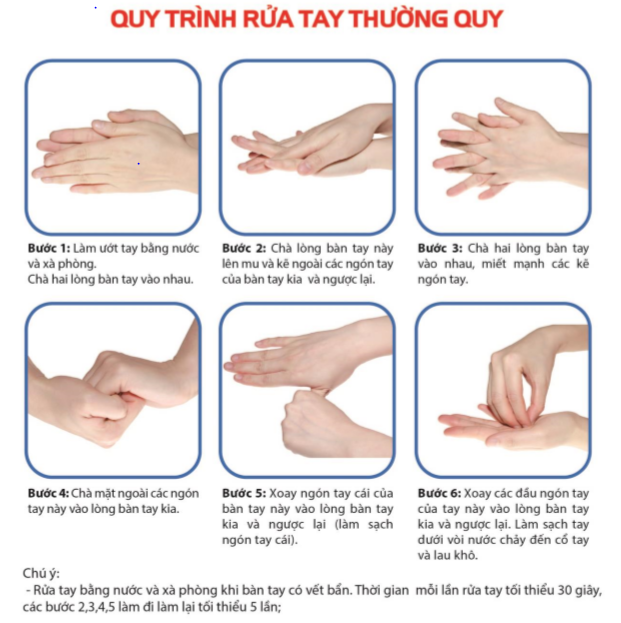 QUY TRÌNH RỬA TAY THƯỜNG QUY
Bước 1: Làm ướt tay bằng nước
và xà phòng.
Chà hai lòng bàn tay vào nhau.
Bước 2: Chà lòng bàn tay này
lên mu và kẽ ngoài các ngón tay
của bàn tay kia và ngược lại.
Bước 3: Chà hai lòng bàn tay
vào nhau, miết mạnh các kẽ
ngón tay.
Bước 4: Chà mặt ngoài các ngón
tay này vào lòng bàn tay kia.
Bước 5: Xoay ngón tay cái của
bàn tay này vào lòng bàn tay
kia và ngược lại (làm sạch
ngón tay cái).
Bước 6: Xoay các đầu ngón tay
của tay này vào lòng bàn tay
kia và ngược lại. Làm sạch tay
dưới vòi nước chảy đến cổ tay
và lau khô.
Chú ý:
- Rửa tay bằng nước và xà phòng khi bàn tay có vết bẩn. Thời gian mỗi lần rửa tay tối thiểu 30 giây,
các bước 2,3,4,5 làm đi làm lại tối thiểu 5 lần;